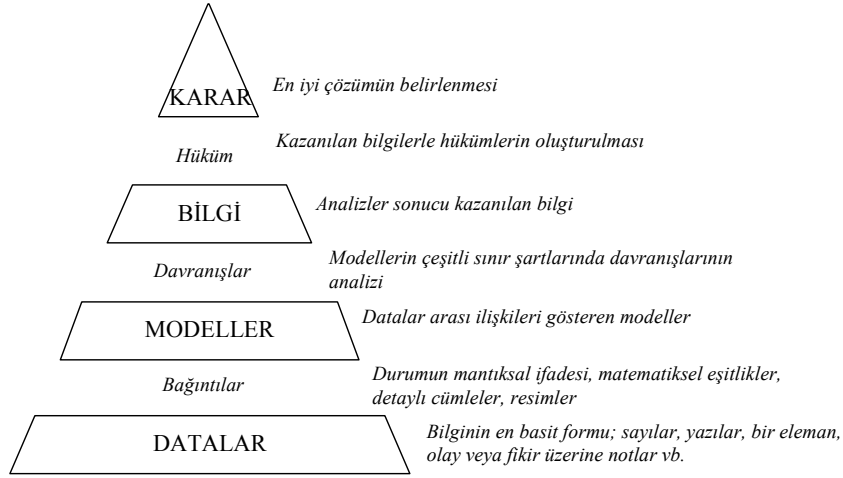 KARAR
En iyi çözümün belirlenmesi
Hüküm
Kazanılan bilgilerle hükümlerin oluşturulması
BİLGİ
Analizler sonucu kazanılan bilgi
Davranışlar
Modellerin çeşitli sınır şartlarında davranışlarının
analizi
MODELLER
Datalar arası ilişkileri gösteren modeller
Bağıntılar
Durumun mantıksal ifadesi, matematiksel eşitlikler,
detaylı cümleler, resimler
DATALAR
Bilginin en basit formu; sayılar, yazılar, bir eleman,
olay veya fikir üzerine notlar vb.